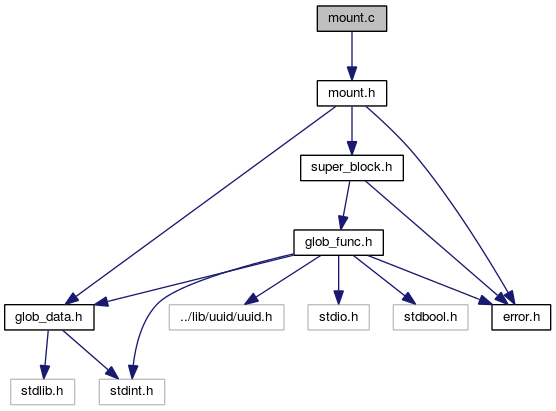 mount.c
mount.h
super_block.h
glob_func.h
glob_data.h
../lib/uuid/uuid.h
stdio.h
stdbool.h
error.h
stdlib.h
stdint.h